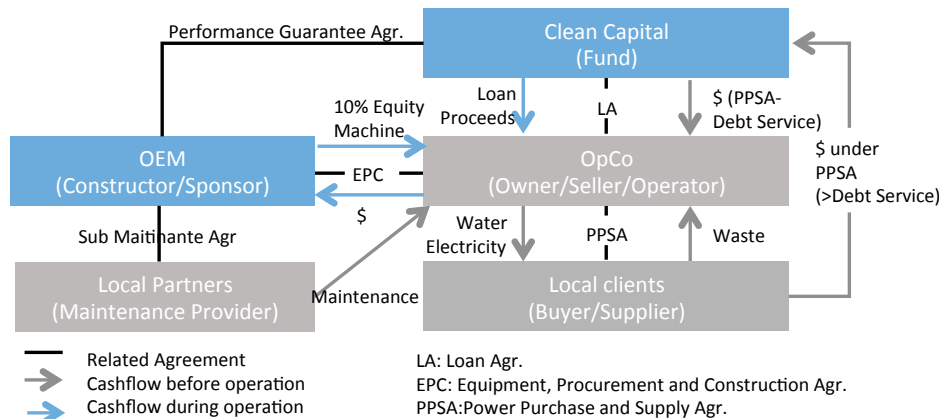 Performance Guarantee Agr.
Clean Capital
(Fund)
10% Equity
Machine
Loan
Proceeds
LA
$ (PPSA-
Debt Service)
$ under
PPSA
(>Debt Service)
OEM
(Constructor/Sponsor)
EPC
$
OpCo
(Owner/Seller/Operator)
Sub Maitinante Agr
Water
Electricity
PPSA
Waste
Local Partners
(Maintenance Provider)
Maintenance
Local clients
(Buyer/Supplier)
Related Agreement
Cashflow before operation
Cashflow during operation
LA: Loan Agr.
EPC: Equipment, Procurement and Construction Agr.
PPSA:Power Purchase and Supply Agr.